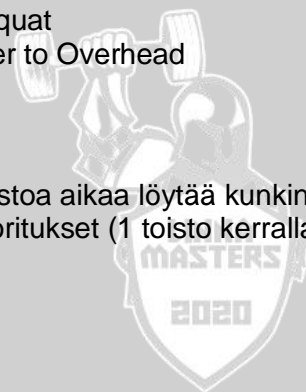 quat
er to Overhead
stoa aikaa löytää kunkin
oritukset (1 toisto kerralla
MASTERS
2020